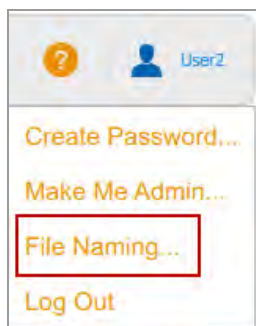 ? User2
Create Password...
Make Me Admin...
File Naming...
Log Out